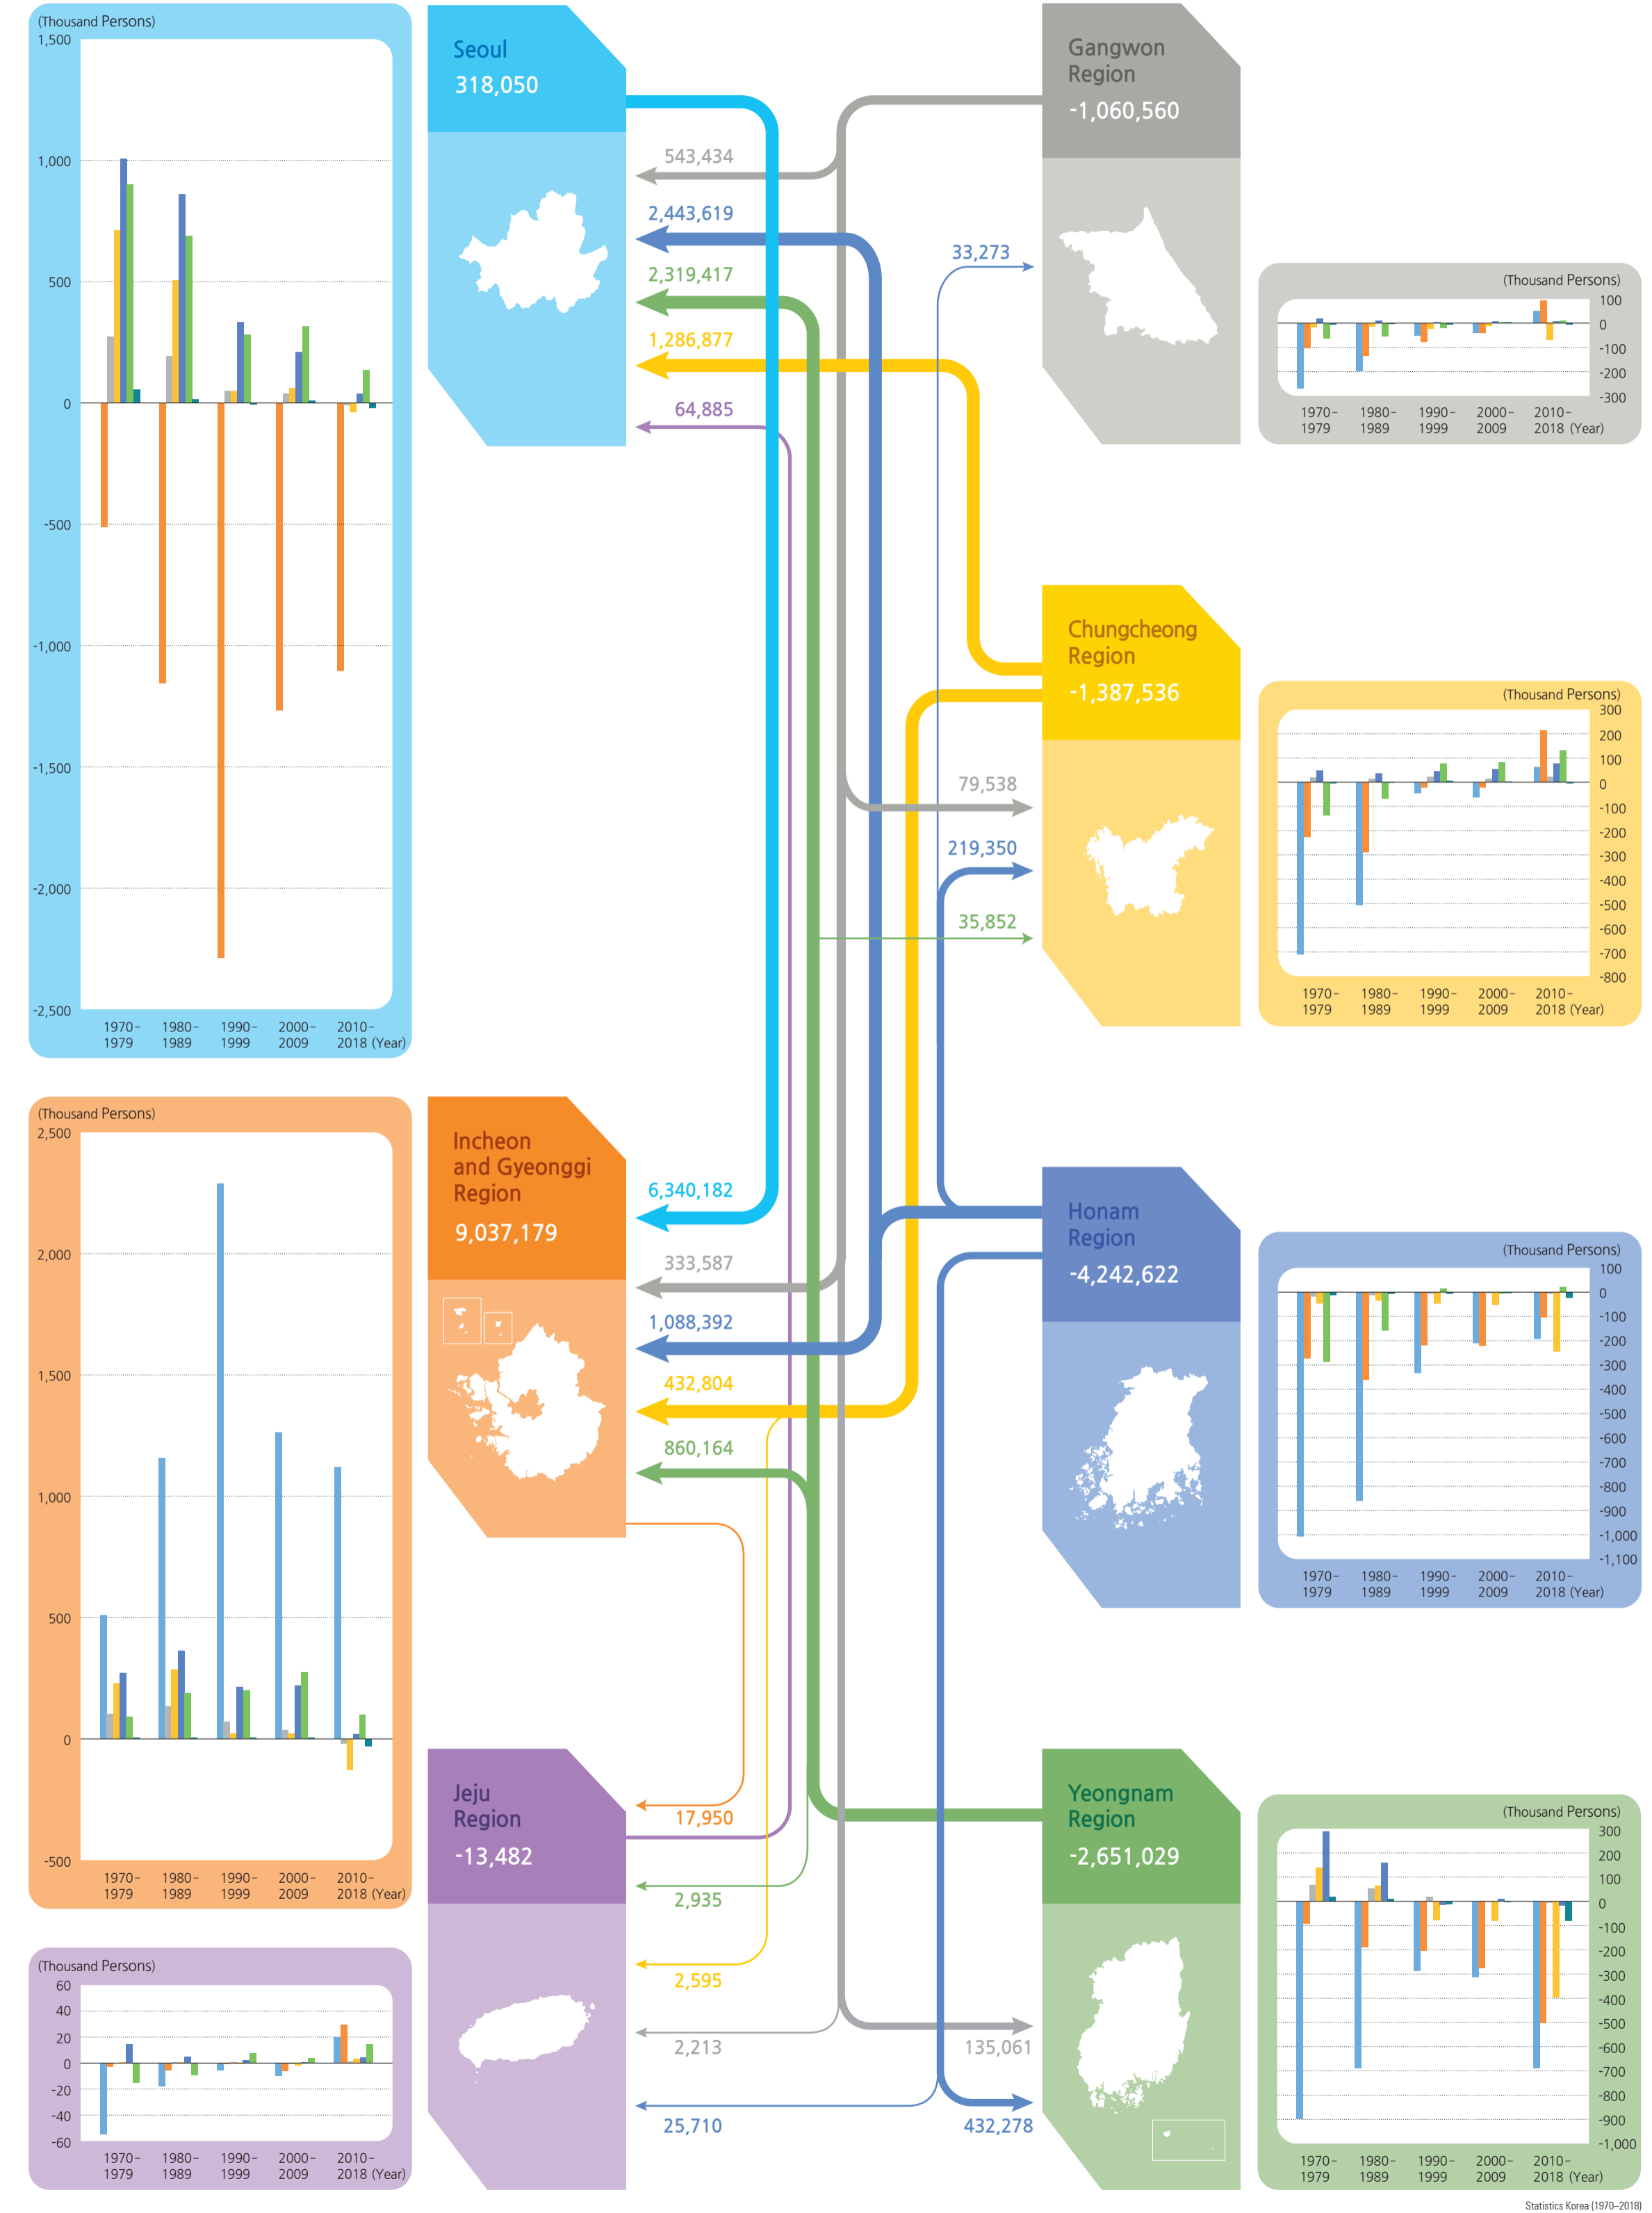 (Thousand Persons)
1,500
1,000
500
0
-500
-1,000
-1,500
-2,000
-2,500
1970– 1980– 1990– 2000– 2010–
1979 1989 1999 2009 2018 (Year)
Seoul
318,050
543,434
2,443,619
2,319,417
1,286,877
64,885
Gangwon
Region
-1,060,560
33,273
(Thousand Persons)
100
0
-100
-200
-300
1970– 1980– 1990– 2000– 2010–
1979 1989 1999 2009 2018 (Year)
Chungcheong
Region
-1,387,536
79,538
219,350
35,852
(Thousand Persons)
300
200
100
0
-100
-200
-300
-400
-500
-600
-700
-800
1970– 1980– 1990– 2000– 2010–
1979 1989 1999 2009 2018 (Year)
(Thousand Persons)
2,500
2,000
1,500
1,000
500
0
-500
1970– 1980– 1990– 2000– 2010–
1979 1989 1999 2009 2018 (Year)
Incheon
and Gyeonggi
Region
9,037,179
6,340,182
333,587
1,088,392
432,804
860,164
Honam
Region
-4,242,622
(Thousand Persons)
100
0
-100
-200
-300
-400
-500
-600
-700
-800
-900
-1,000
-1,100
1970– 1980– 1990– 2000– 2010–
1979 1989 1999 2009 2018 (Year)
Jeju
Region
-13,482
17,950
2,935
2,595
2,213
25,710
(Thousand Persons)
60
40
20
0
-20
-40
-60
1970– 1980– 1990– 2000– 2010–
1979 1989 1999 2009 2018 (Year)
Yeongnam
Region
-2,651,029
135,061
432,278
(Thousand Persons)
300
200
100
0
-100
-200
-300
-400
-500
-600
-700
-800
-900
-1,000
1970– 1980– 1990– 2000– 2010–
1979 1989 1999 2009 2018 (Year)
Statistics Korea (1970–2018)